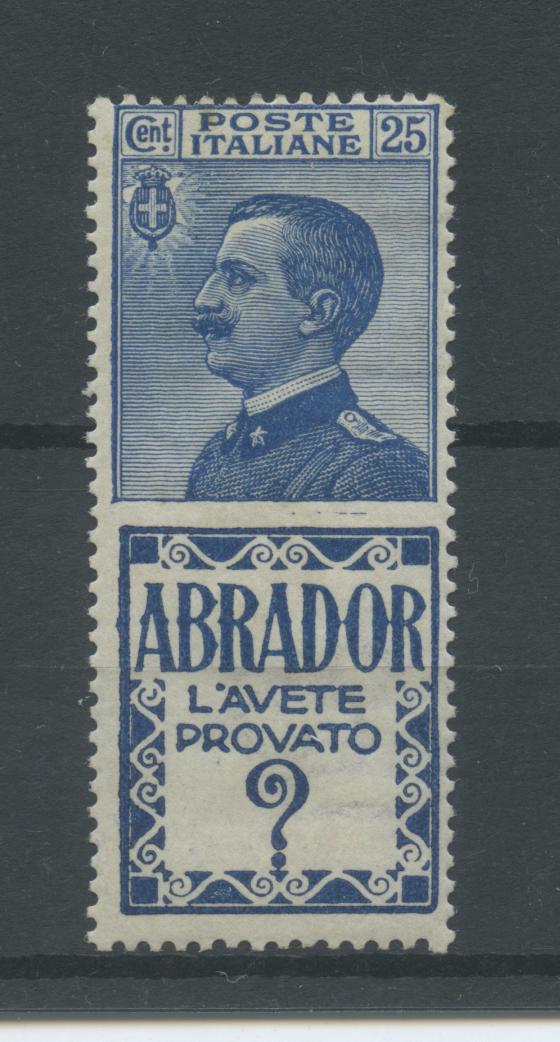 Cent. POSTE ITALIANE 25
ABRADOR
L'AVETE
PROVATO
?